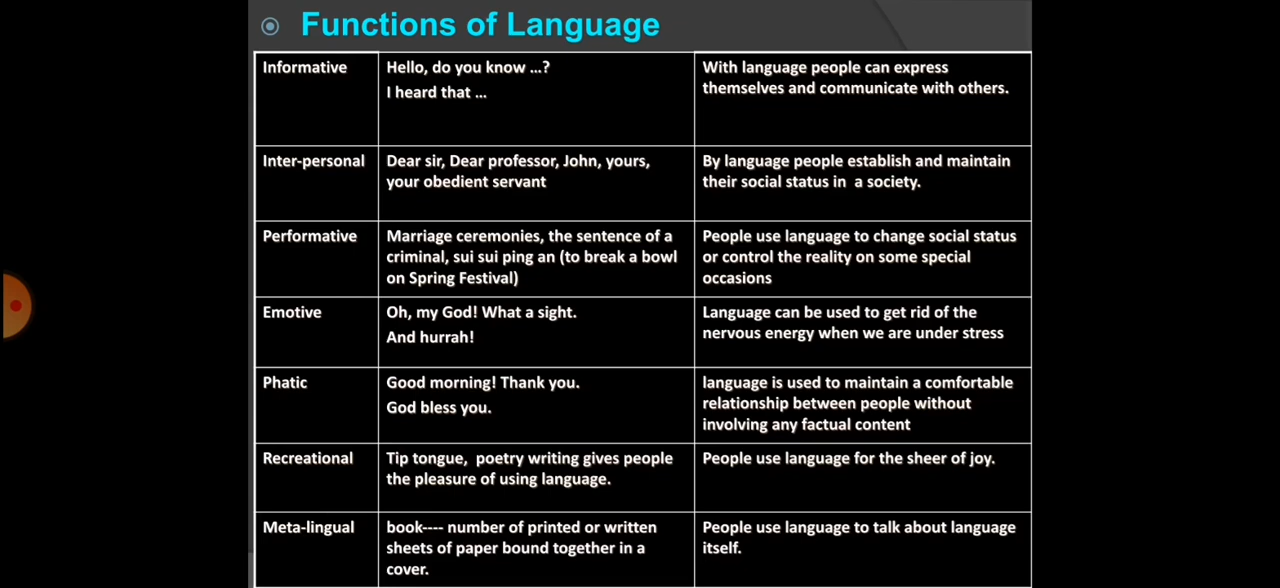 Functions of Language
Informative
Hello, do you know ...?
I heard that ...
With language people can express
themselves and communicate with others.
Inter-personal
Dear sir, Dear professor, John, yours,
your obedient servant
By language people establish and maintain
their social status in a society.
Performative
Marriage ceremonies, the sentence of a
criminal, sui sui ping an (to break a bowl
on Spring Festival)
People use language to change social status
or control the reality on some special
occasions
Emotive
Oh, my God! What a sight.
And hurrah!
Language can be used to get rid of the
nervous energy when we are under stress
Phatic
Good morning! Thank you.
God bless you.
language is used to maintain a comfortable
relationship between people without
involving any factual content
Recreational
Tip tongue, poetry writing gives people
the pleasure of using language.
People use language for the sheer of joy.
Meta-lingual
book---- number of printed or written
sheets of paper bound together in a
cover.
People use language to talk about language
itself.